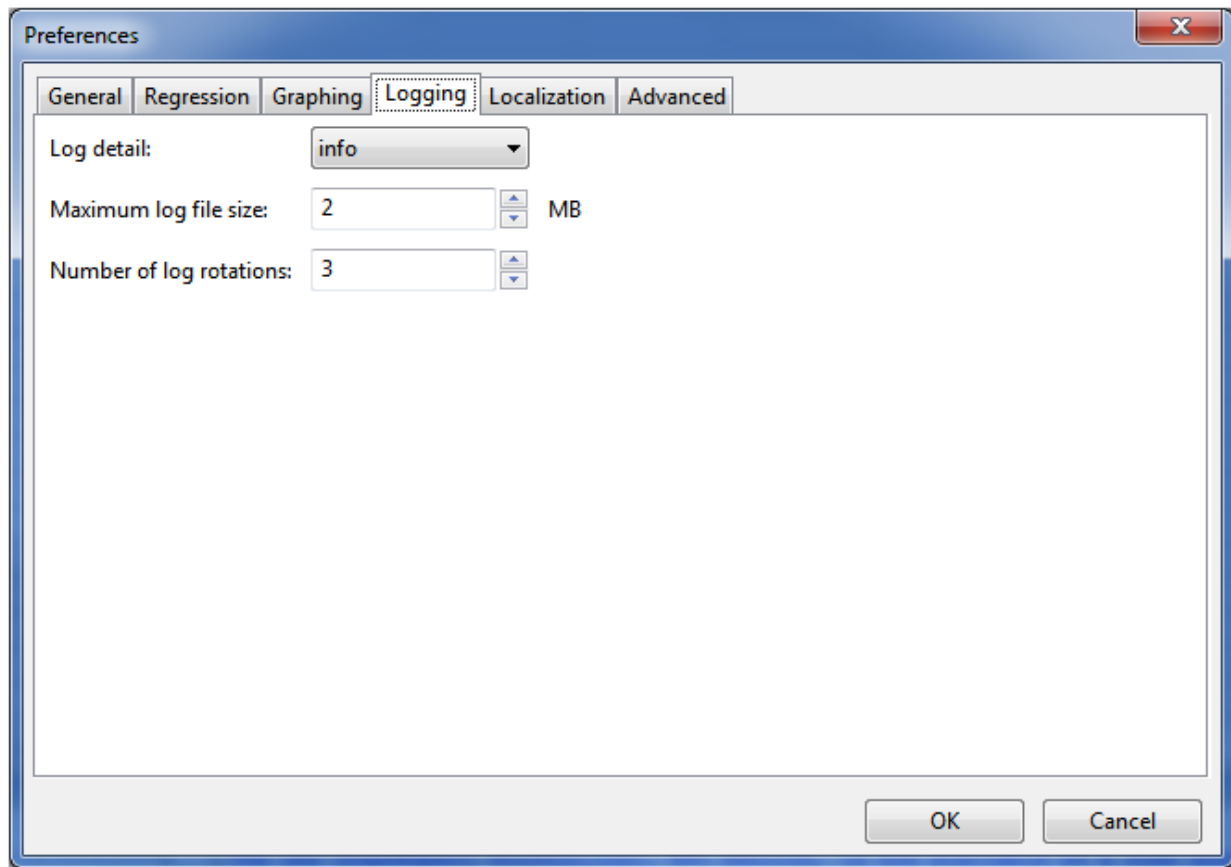 Preferences
General Regression Graphing Logging Localization Advanced
Log detail: info
Maximum log file size: 2 MB
Number of log rotations: 3
OK Cancel